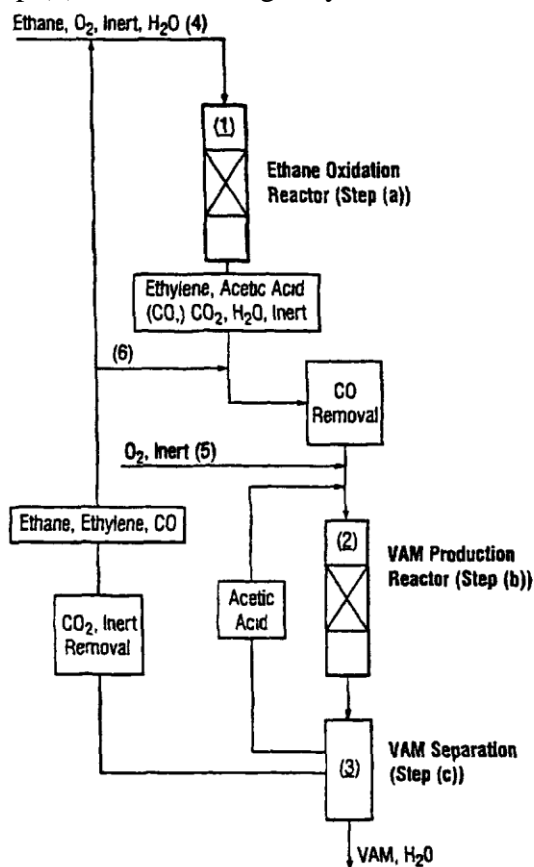 Ethane, O₂, Inert, H₂O (4)
(1)
Ethane Oxidation
Reactor (Step (a))
Ethylene, Acetic Acid
(CO,) CO₂, H₂O, Inert
(6)
CO
Removal
O₂, Inert (5)
Ethane, Ethylene, CO
(2)
VAM Production
Reactor (Step (b))
Acetic
Acid
CO₂, Inert
Removal
(3)
VAM Separation
(Step (c))
VAM, H₂O